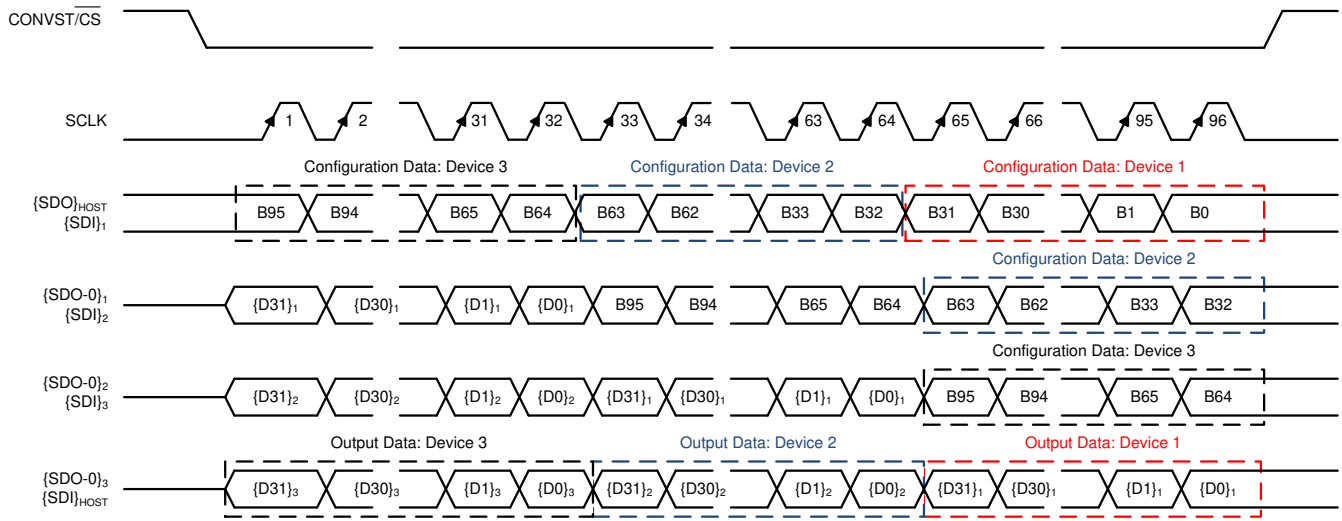 CONVST/CS
SCLK 1 2 31 32 33 34 63 64 65 66 95 96
Configuration Data: Device 3 Configuration Data: Device 2 Configuration Data: Device 1
{SDO}HOST
{SDI}1
B95 B94 B65 B64 B63 B62 B33 B32 B31 B30 B1 B0
Configuration Data: Device 2
{SDO-0}1
{SDI}2
{D31}1 {D30}1 {D1}1 {D0}1 B95 B94 B65 B64 B63 B62 B33 B32
Configuration Data: Device 3
{SDO-0}2
{SDI}3
{D31}2 {D30}2 {D1}2 {D0}2 {D31}1 {D30}1 {D1}1 {D0}1 B95 B94 B65 B64
Output Data: Device 3 Output Data: Device 2 Output Data: Device 1
{SDO-0}3
{SDI}HOST
{D31}3 {D30}3 {D1}3 {D0}3 {D31}2 {D30}2 {D1}2 {D0}2 {D31}1 {D30}1 {D1}1 {D0}1